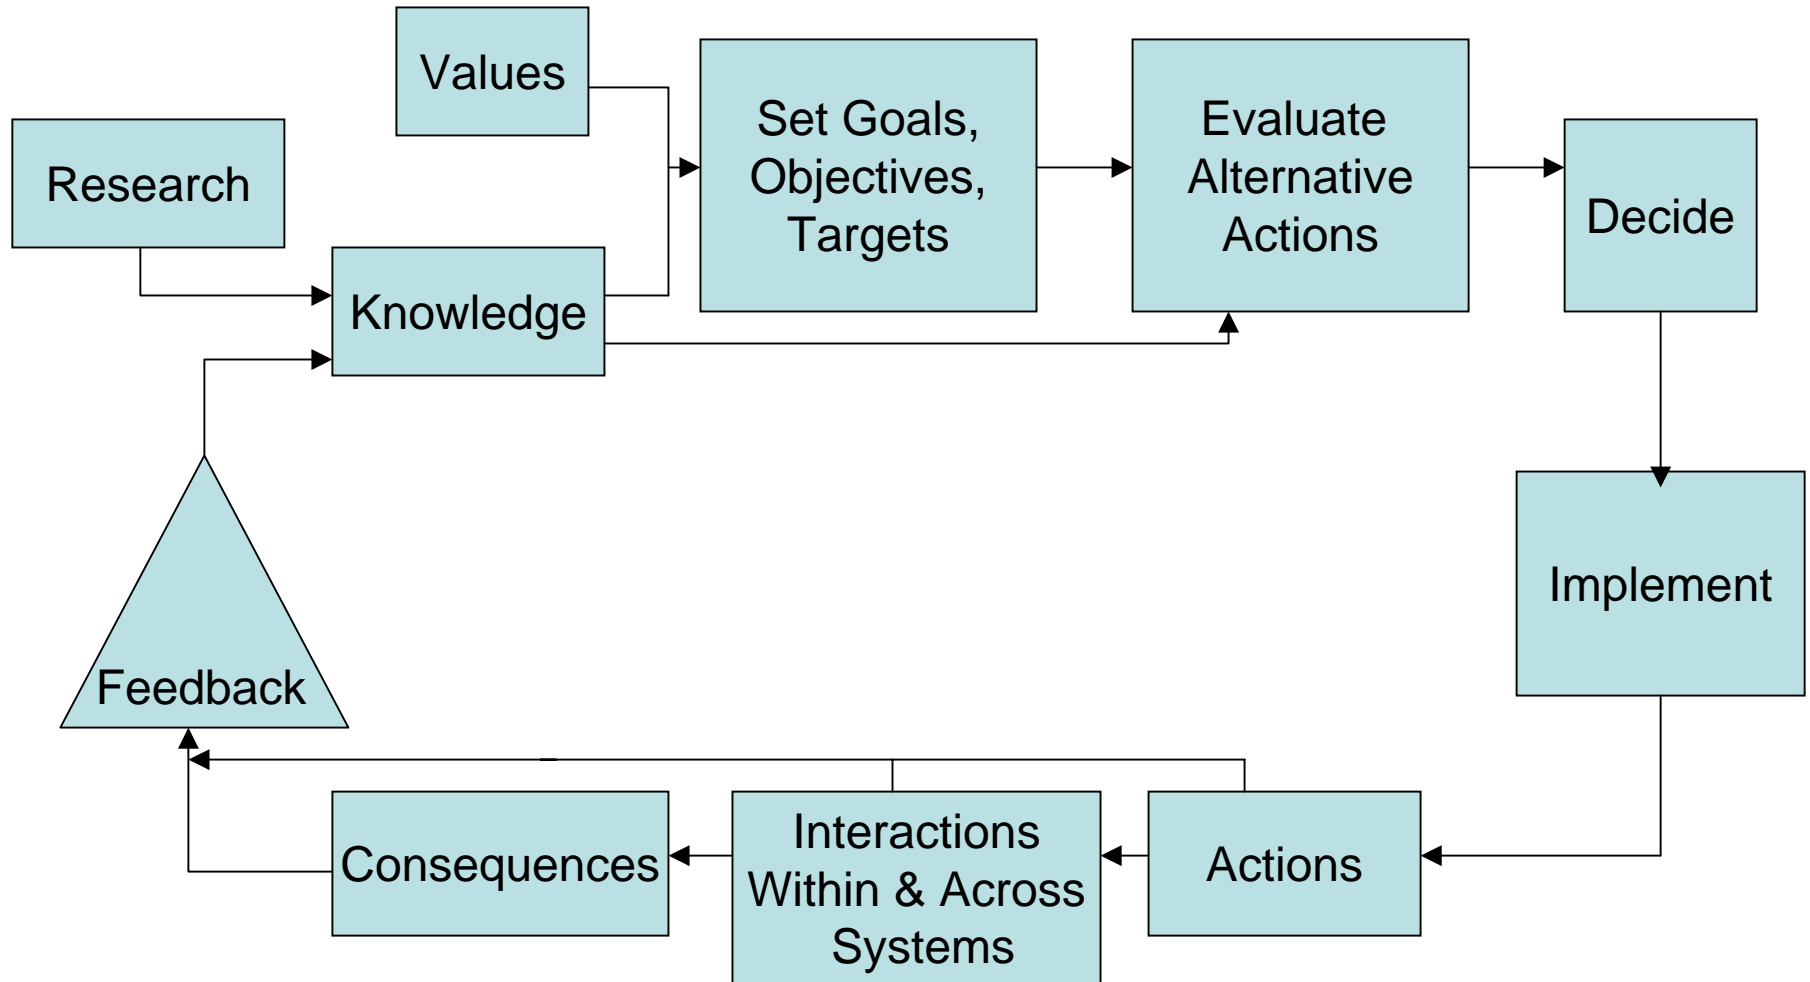 Values
Research
Knowledge
Set Goals,
Objectives,
Targets
Evaluate
Alternative
Actions
Decide
Implement
Feedback
Consequences
Interactions
Within & Across
Systems
Actions